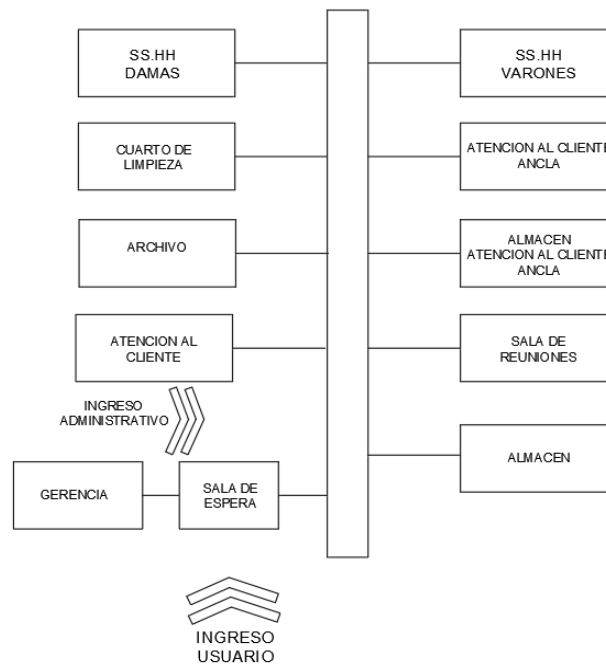 SS.HH
DAMAS
SS.HH
VARONES
CUARTO DE
LIMPIEZA
ATENCION AL CLIENTE
ANCLA
ARCHIVO
ALMACEN
ATENCION AL CLIENTE
ANCLA
ATENCION AL
CLIENTE
SALA DE
REUNIONES
INGRESO
ADMINISTRATIVO
ALMACEN
GERENCIA
SALA DE
ESPERA
INGRESO
USUARIO